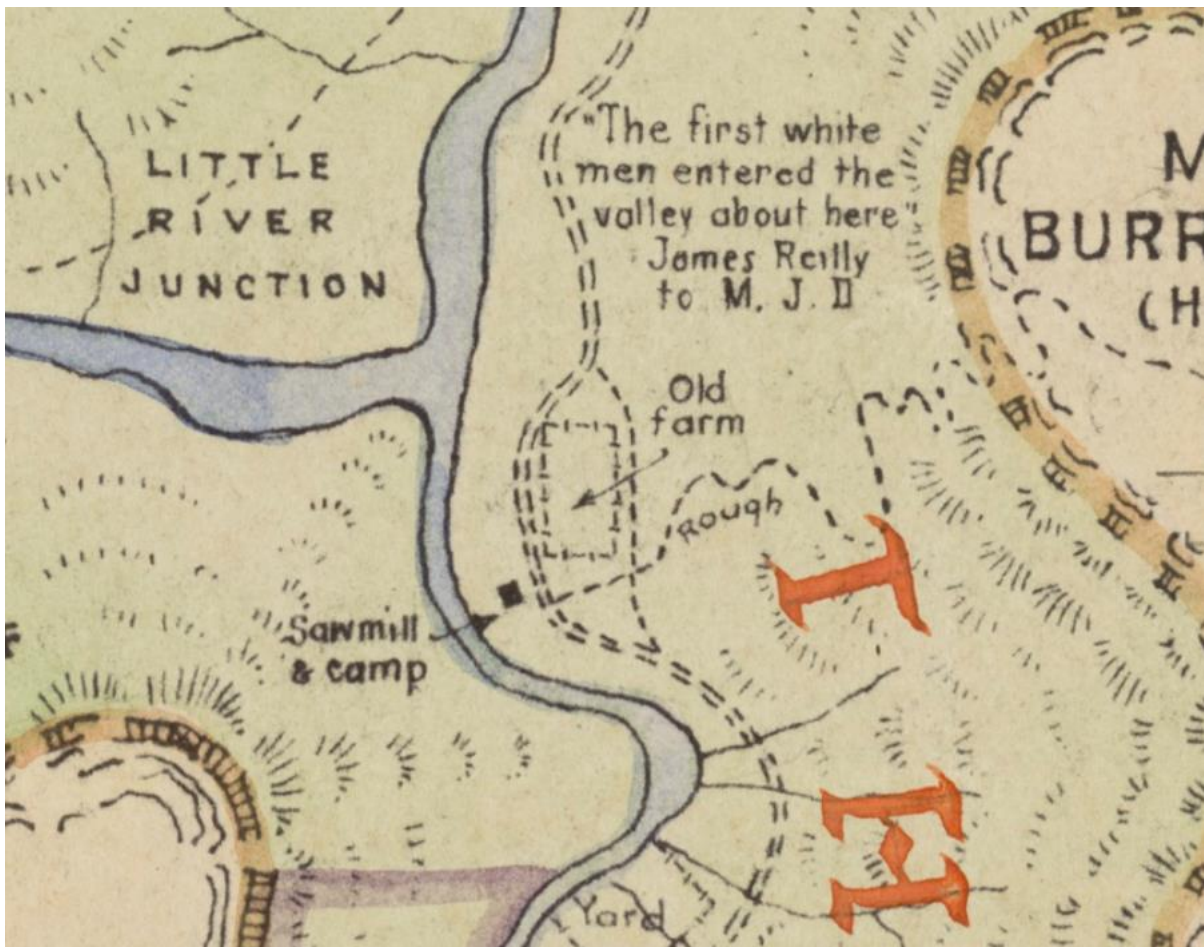 LITTLE
RIVER
JUNCTION
"The first white
men entered the
valley about here"
James Reilly
to M. J. D
M
BURR
(H
Old
farm
Rough
Sawmill
& camp
I
H
Yard